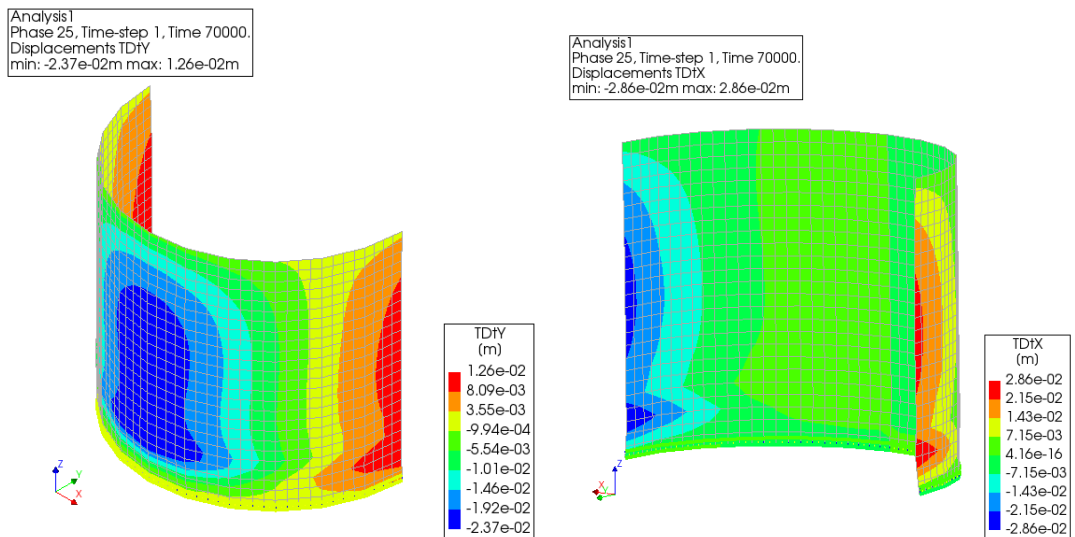 Analysis1
Phase 25, Time-step 1, Time 70000.
Displacements TDtY
min: -2.37e-02m max: 1.26e-02m
TDtY
(m)
1.26e-02
8.09e-03
3.55e-03
-9.94e-04
-5.54e-03
-1.01e-02
-1.46e-02
-1.92e-02
-2.37e-02
Z
Y
X
Analysis1
Phase 25, Time-step 1, Time 70000.
Displacements TDtX
min: -2.86e-02m max: 2.86e-02m
TDtX
(m)
2.86e-02
2.15e-02
1.43e-02
7.15e-03
4.16e-16
-7.15e-03
-1.43e-02
-2.15e-02
-2.86e-02
Z
X
Y